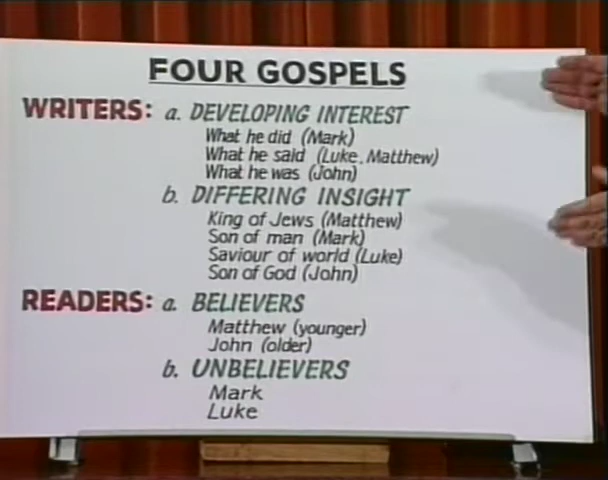 FOUR GOSPELS
WRITERS: a. DEVELOPING INTEREST
What he did (Mark)
What he said (Luke, Matthew)
What he was (John)
b. DIFFERING INSIGHT
King of Jews (Matthew)
Son of man (Mark)
Saviour of world (Luke)
Son of God (John)
READERS: a. BELIEVERS
Matthew (younger)
John (older)
b. UNBELIEVERS
Mark
Luke